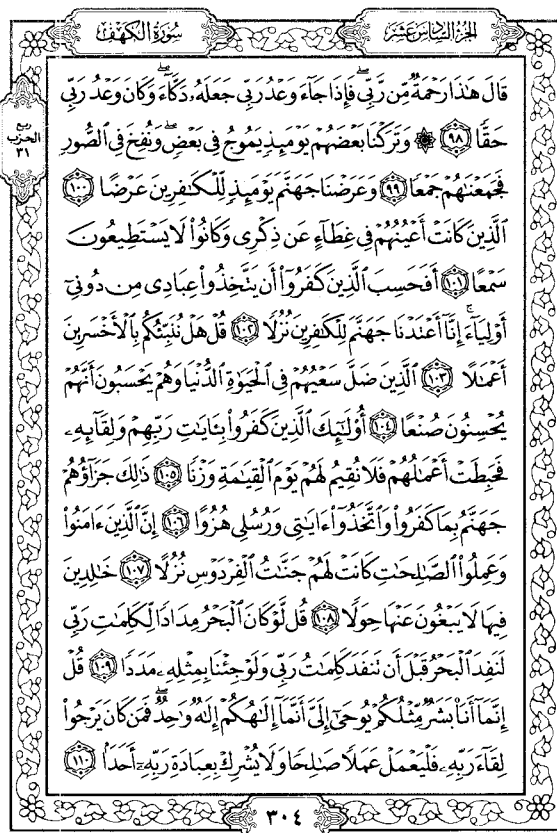 الجزء السادس عشر
سورة الكهف
قَالَ هَٰذَا رَحْمَةٌ مِّن رَّبِّي ۖ فَإِذَا جَاءَ وَعْدُ رَبِّي جَعَلَهُ دَكَّاءَ ۖ وَكَانَ وَعْدُ رَبِّي
حَقًّا ٩٨ ۞ وَتَرَكْنَا بَعْضَهُمْ يَوْمَئِذٍ يَمُوجُ فِي بَعْضٍ ۖ وَنُفِخَ فِي الصُّورِ
ربع
الحزب
٣١
فَجَمَعْنَاهُمْ جَمْعًا ٩٩ وَعَرَضْنَا جَهَنَّمَ يَوْمَئِذٍ لِّلْكَافِرِينَ عَرْضًا ١٠٠
الَّذِينَ كَانَتْ أَعْيُنُهُمْ فِي غِطَاءٍ عَن ذِكْرِي وَكَانُوا لَا يَسْتَطِيعُونَ
سَمْعًا ١٠١ أَفَحَسِبَ الَّذِينَ كَفَرُوا أَن يَتَّخِذُوا عِبَادِي مِن دُونِي
أَوْلِيَاءَ ۚ إِنَّا أَعْتَدْنَا جَهَنَّمَ لِلْكَافِرِينَ نُزُلًا ١٠٢ قُلْ هَلْ نُنَبِّئُكُم بِالْأَخْسَرِينَ
أَعْمَالًا ١٠٣ الَّذِينَ ضَلَّ سَعْيُهُمْ فِي الْحَيَاةِ الدُّنْيَا وَهُمْ يَحْسَبُونَ أَنَّهُمْ
يُحْسِنُونَ صُنْعًا ١٠٤ أُولَٰئِكَ الَّذِينَ كَفَرُوا بِآيَاتِ رَبِّهِمْ وَلِقَائِهِ
فَحَبِطَتْ أَعْمَالُهُمْ فَلَا نُقِيمُ لَهُمْ يَوْمَ الْقِيَامَةِ وَزْنًا ١٠٥ ذَٰلِكَ جَزَاؤُهُمْ
جَهَنَّمُ بِمَا كَفَرُوا وَاتَّخَذُوا آيَاتِي وَرُسُلِي هُزُوًا ١٠٦ إِنَّ الَّذِينَ آمَنُوا
وَعَمِلُوا الصَّالِحَاتِ كَانَتْ لَهُمْ جَنَّاتُ الْفِرْدَوْسِ نُزُلًا ١٠٧ خَالِدِينَ
فِيهَا لَا يَبْغُونَ عَنْهَا حِوَلًا ١٠٨ قُل لَّوْ كَانَ الْبَحْرُ مِدَادًا لِّكَلِمَاتِ رَبِّي
لَنَفِدَ الْبَحْرُ قَبْلَ أَن تَنفَدَ كَلِمَاتُ رَبِّي وَلَوْ جِئْنَا بِمِثْلِهِ مَدَدًا ١٠٩ قُلْ
إِنَّمَا أَنَا بَشَرٌ مِّثْلُكُمْ يُوحَىٰ إِلَيَّ أَنَّمَا إِلَٰهُكُمْ إِلَٰهٌ وَاحِدٌ ۖ فَمَن كَانَ يَرْجُو
لِقَاءَ رَبِّهِ فَلْيَعْمَلْ عَمَلًا صَالِحًا وَلَا يُشْرِكْ بِعِبَادَةِ رَبِّهِ أَحَدًا ١١٠
٣٠٤